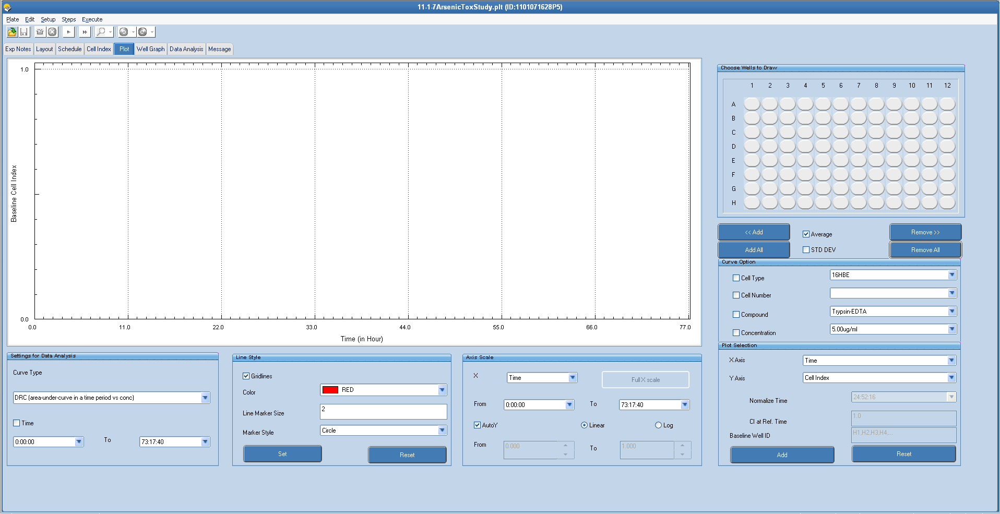 11-1-7ArsenicToxStudy.plt (ID:1101071628P5)
Plate Edit Setup Steps Execute
Exp Notes Layout Schedule Cell Index Plot Well Graph Data Analysis Message
1.0
Baseline Cell Index
0.0
0.0 11.0 22.0 33.0 44.0 55.0 66.0 77.0
Time (in Hour)
Choose Wells to Draw
1 2 3 4 5 6 7 8 9 10 11 12
A
B
C
D
E
F
G
H
<< Add
Average
Remove >>
Add All
STD DEV
Remove All
Curve Option
Cell Type 16HBE
Cell Number
Compound Trypsin-EDTA
Concentration 5.00ug/ml
Plot Selection
X Axis Time
Y Axis Cell Index
Normalize Time 24:52:16
CI at Ref. Time 1.0
Baseline Well ID H1,H2,H3,H4,...
Add Reset
Settings for Data Analysis
Curve Type
DRC (area-under-curve in a time period vs conc)
Time
0:00:00 To 73:17:40
Line Style
Gridlines
Color RED
Line Marker Size 2
Marker Style Circle
Set Reset
Axis Scale
X Time Full X scale
From 0:00:00 To 73:17:40
AutoY Linear Log
From 0.000 To 1.000